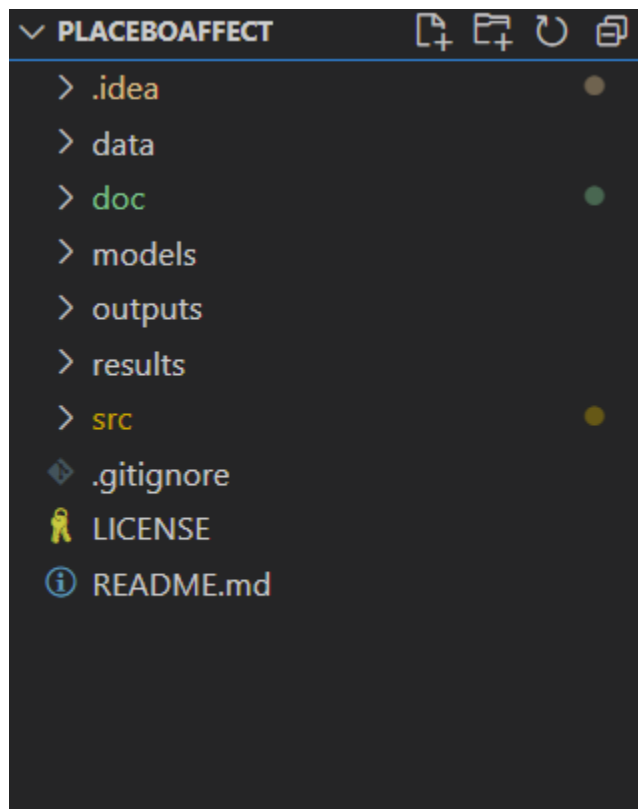 PLACEBOAFFECT
.idea
data
doc
models
outputs
results
src
.gitignore
LICENSE
README.md